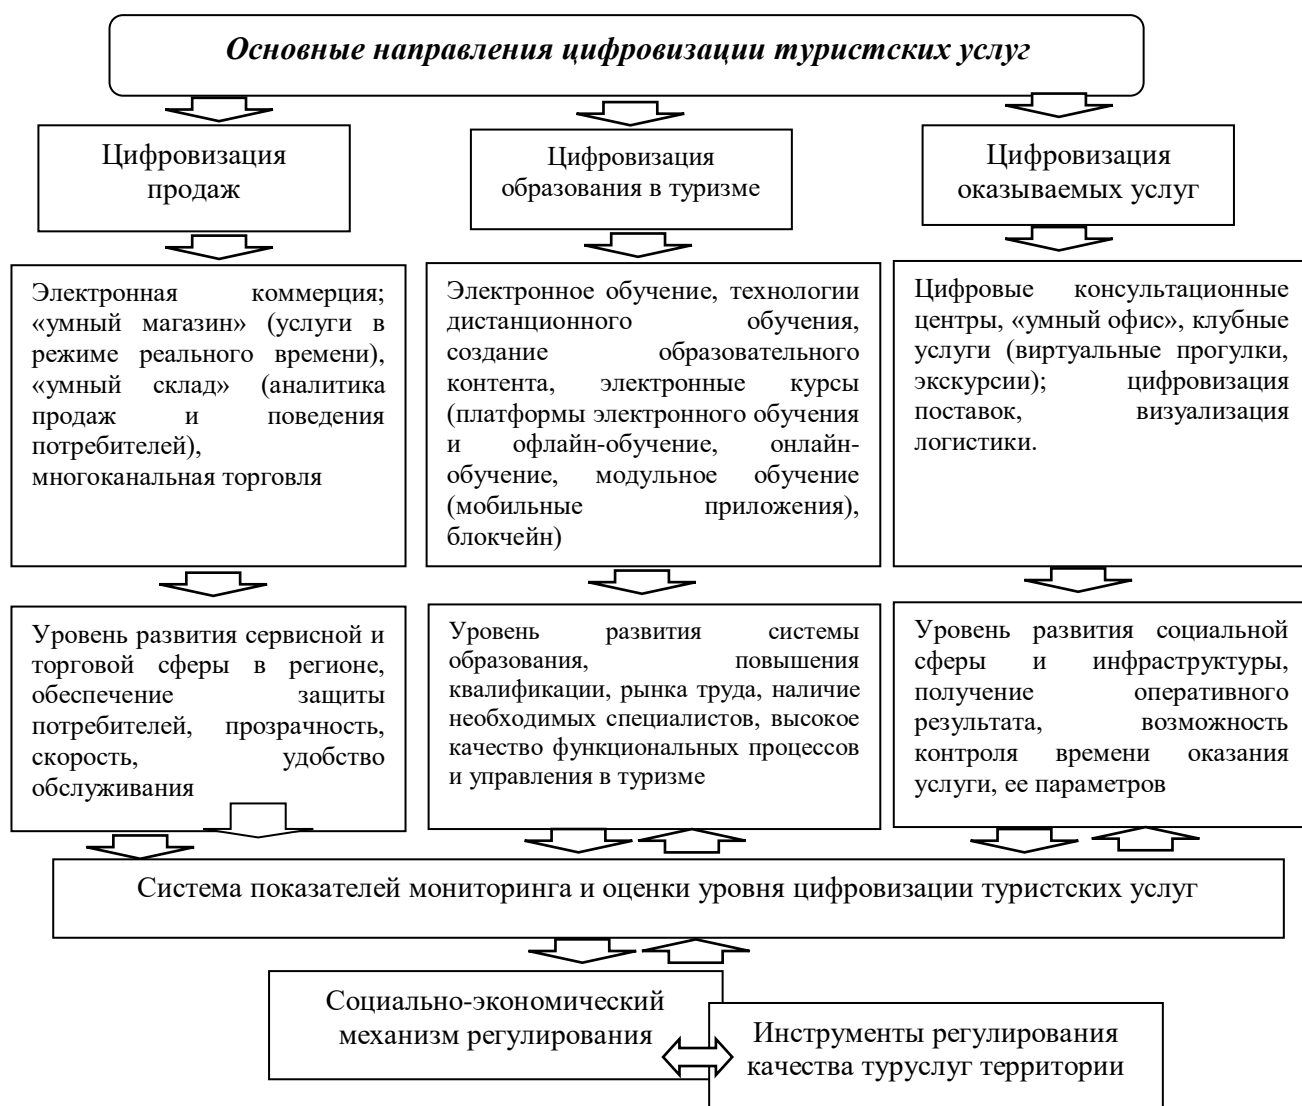 Основные направления цифровизации туристских услуг
Цифровизация
продаж
Цифровизация
образования в туризме
Цифровизация
оказываемых услуг
Электронная коммерция;
«умный магазин» (услуги в
режиме реального времени),
«умный склад» (аналитика
продаж и поведения
потребителей),
многоканальная торговля
Электронное обучение, технологии
дистанционного обучения,
создание образовательного
контента, электронные курсы
(платформы электронного обучения
и офлайн-обучение, онлайн-
обучение, модульное обучение
(мобильные приложения),
блокчейн)
Цифровые консультационные
центры, «умный офис», клубные
услуги (виртуальные прогулки,
экскурсии); цифровизация
поставок, визуализация
логистики.
Уровень развития сервисной и
торговой сферы в регионе,
обеспечение защиты
потребителей, прозрачность,
скорость, удобство
обслуживания
Уровень развития системы
образования, повышения
квалификации, рынка труда, наличие
необходимых специалистов, высокое
качество функциональных процессов
и управления в туризме
Уровень развития социальной
сферы и инфраструктуры,
получение оперативного
результата, возможность
контроля времени оказания
услуги, ее параметров
Система показателей мониторинга и оценки уровня цифровизации туристских услуг
Социально-экономический
механизм регулирования
Инструменты регулирования
качества туруслуг территории